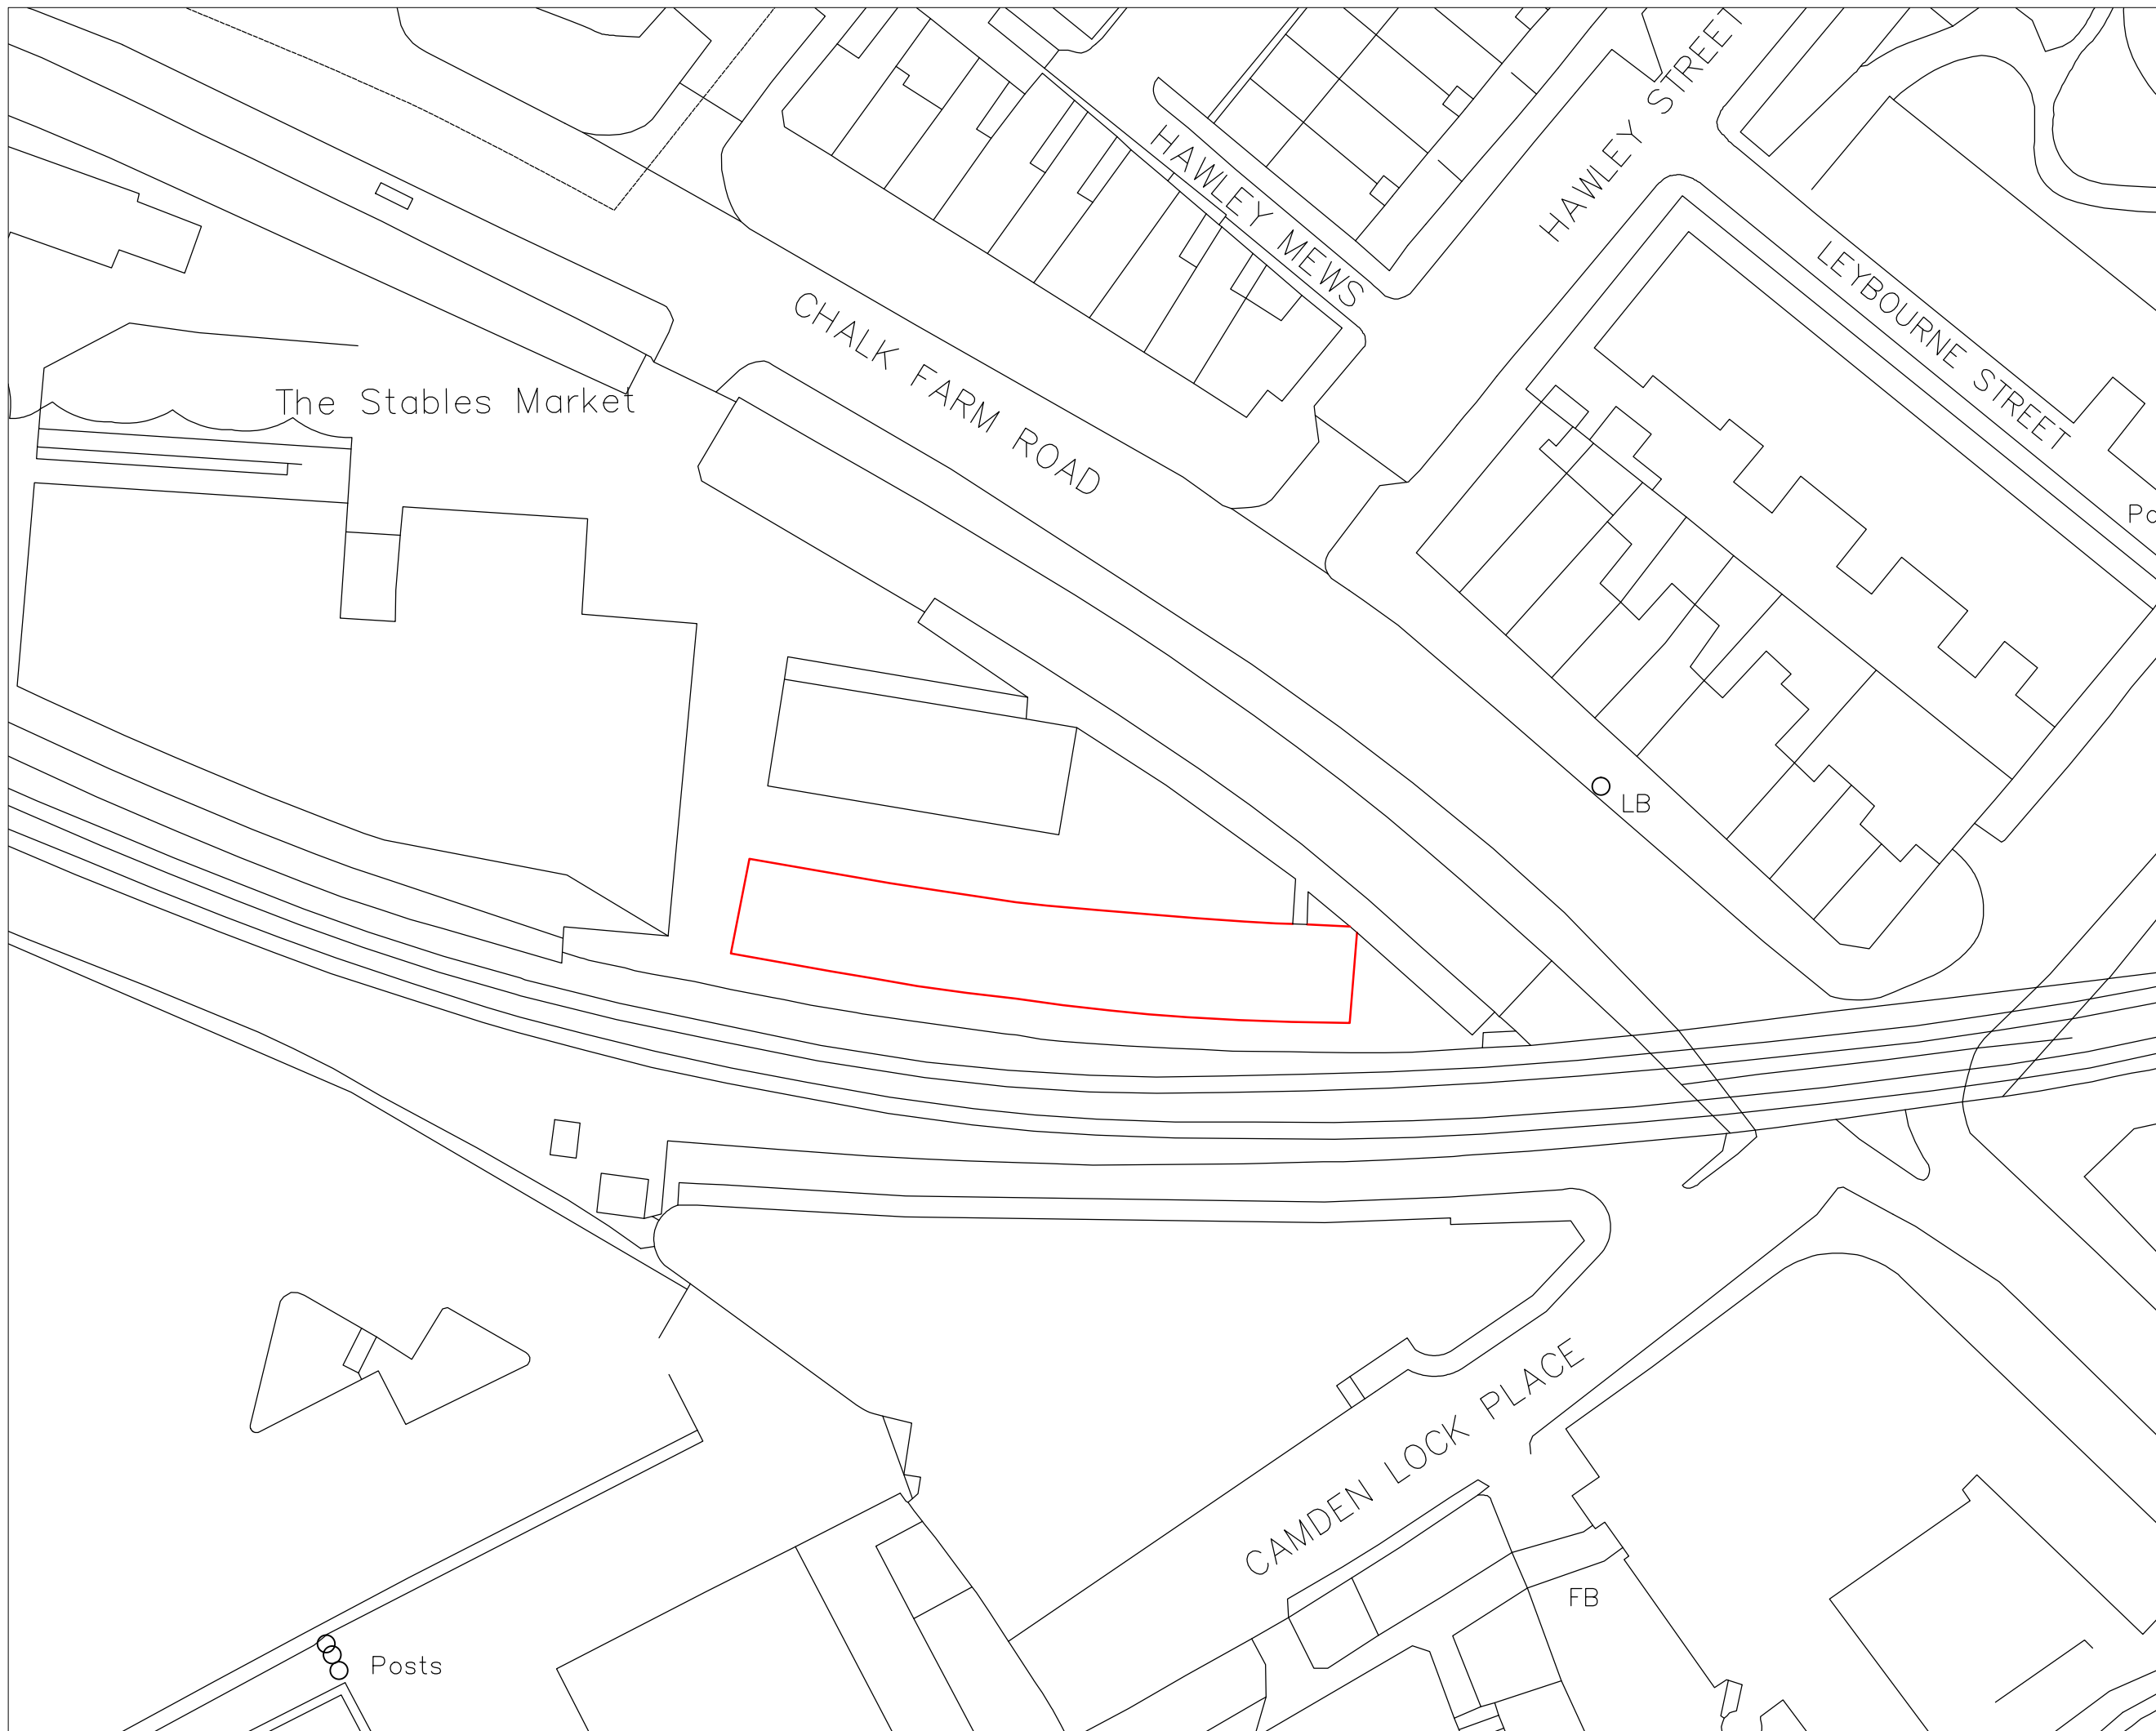 HAWLEY STREET
HAWLEY MEWS
LEYBOURNE STREET
CHALK FARM ROAD
The Stables Market
LB
CAMDEN LOCK PLACE
FB
Posts